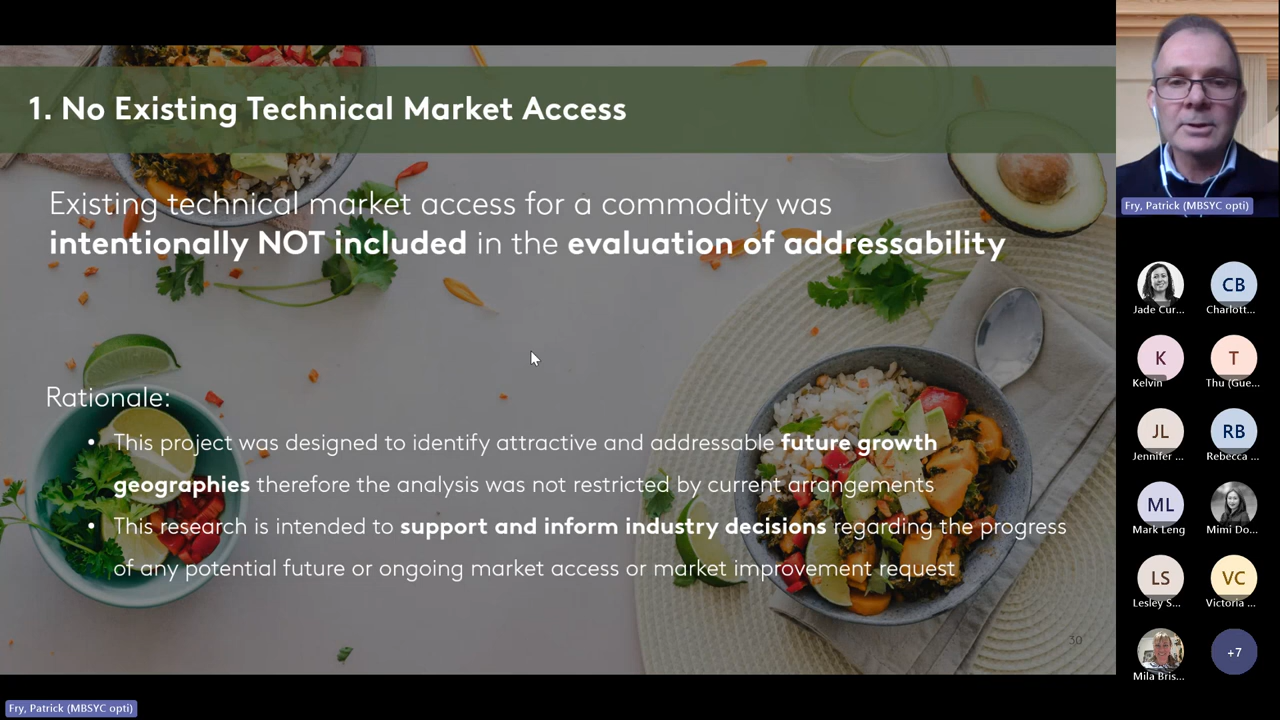 1. No Existing Technical Market Access
Existing technical market access for a commodity was
intentionally NOT included in the evaluation of addressability
Rationale:
• This project was designed to identify attractive and addressable future growth
geographies therefore the analysis was not restricted by current arrangements
• This research is intended to support and inform industry decisions regarding the progress
of any potential future or ongoing market access or market improvement request
30
Fry, Patrick (MBSYC opti)
Fry, Patrick (MBSYC opti)
Jade Cur...
CB
Charlott...
K
Kelvin
T
Thu (Gue...
JL
Jennifer ...
RB
Rebecca ...
ML
Mark Leng
Mimi Do...
LS
Lesley S...
VC
Victoria ...
Mila Bris...
+7